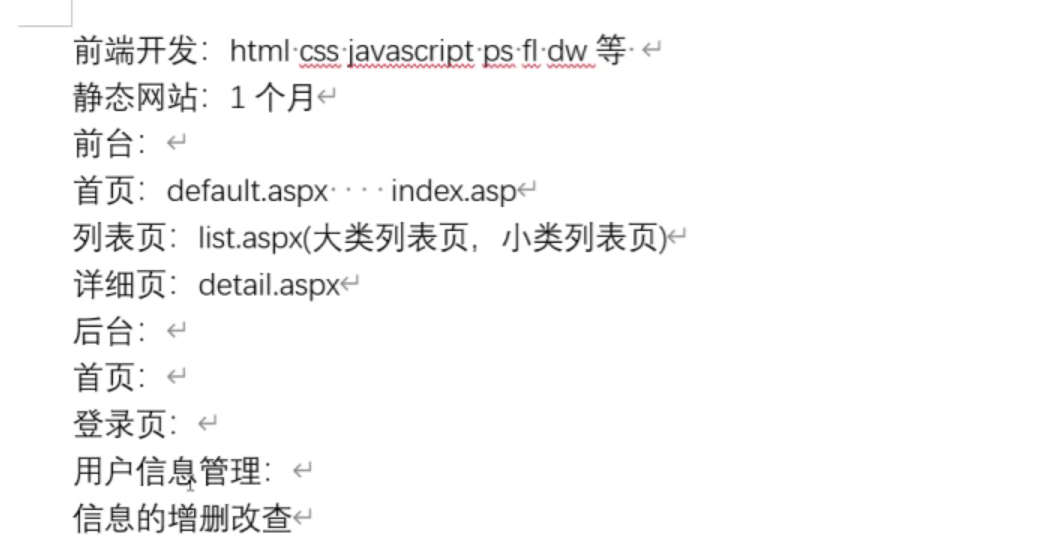 前端开发：html css javascript ps fl dw 等
静态网站：1 个月
前台：
首页：default.aspx    index.asp
列表页：list.aspx(大类列表页，小类列表页)
详细页：detail.aspx
后台：
首页：
登录页：
用户信息管理：
信息的增删改查